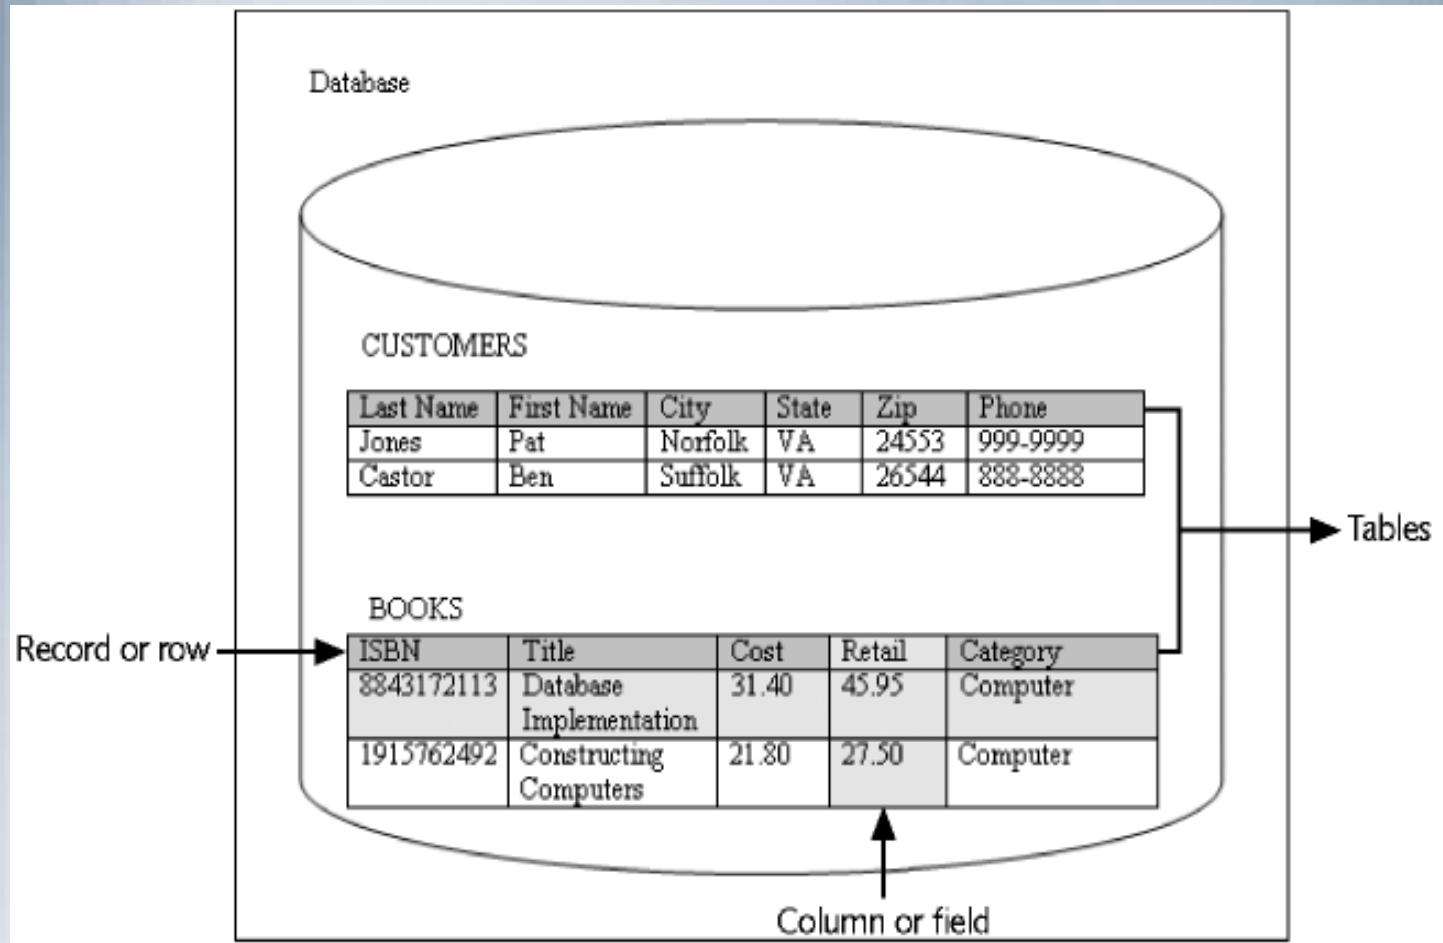 Database
CUSTOMERS
Last Name First Name City State Zip Phone
Jones Pat Norfolk VA 24553 999-9999
Castor Ben Suffolk VA 26544 888-8888
Tables
BOOKS
Record or row
ISBN Title Cost Retail Category
8843172113 Database 31.40 45.95 Computer
Implementation
1915762492 Constructing 21.80 27.50 Computer
Computers
Column or field